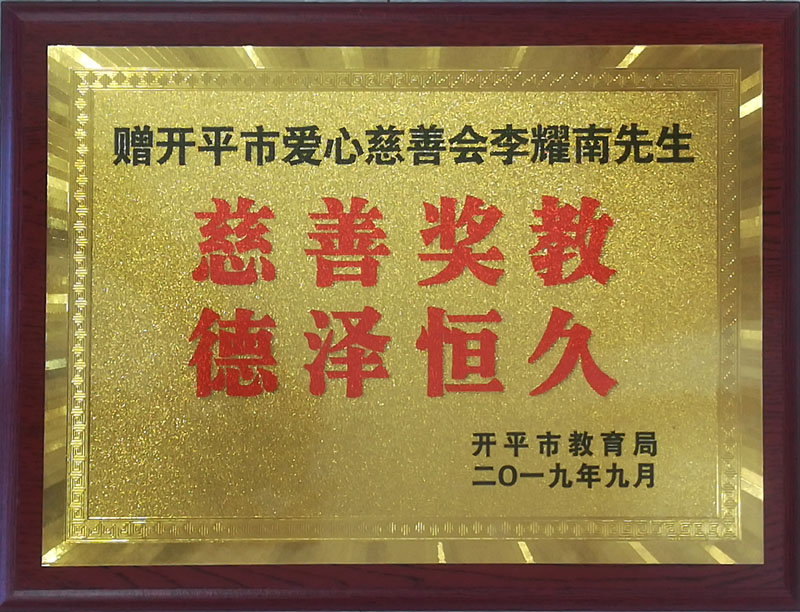 赠开平市爱心慈善会李耀南先生
慈善奖教
德泽恒久
开平市教育局
二〇一九年九月